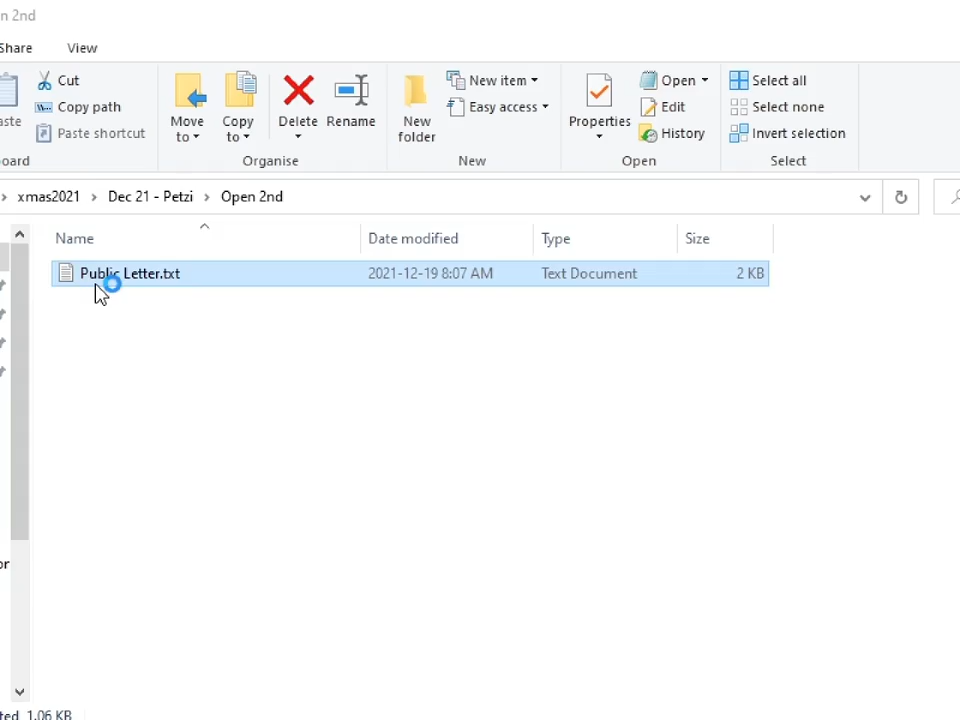 n 2nd
Share View
aste
Cut
Copy path
Paste shortcut
oard
Move to
Copy to
Delete
Rename
Organise
New folder
New item
Easy access
New
Properties
Open
Edit
History
Open
Select all
Select none
Invert selection
Select
xmas2021 Dec 21 - Petzi Open 2nd
Name Date modified Type Size
Public Letter.txt 2021-12-19 8:07 AM Text Document 2 KB
or
ted 1.06 KB